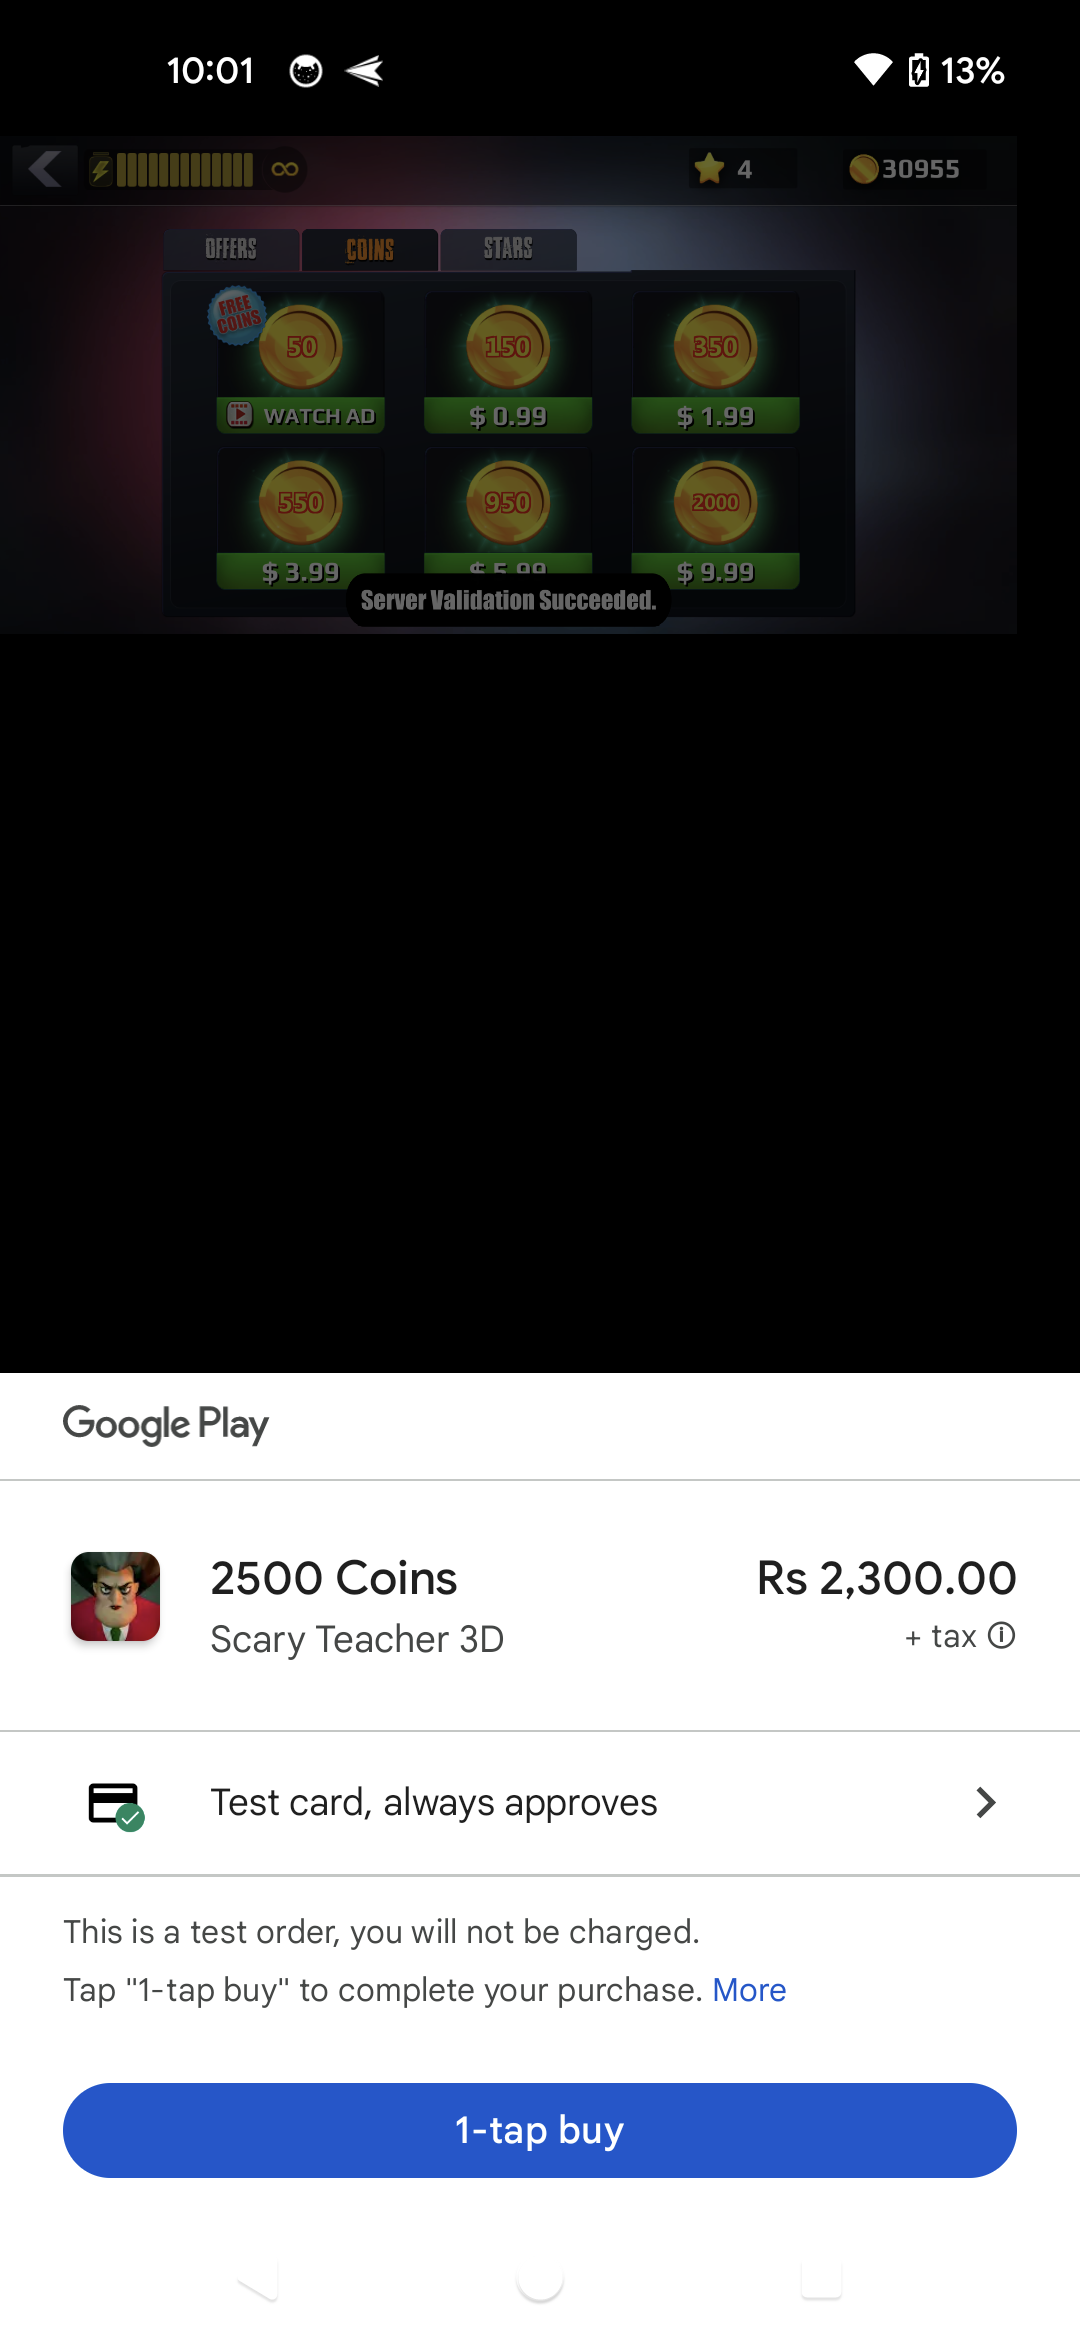 10:01
13%
∞
4
30955
OFFERS
COINS
STARS
FREE
COINS
50
150
350
WATCH AD
$ 0.99
$ 1.99
550
950
2000
$ 3.99
$ 5.99
$ 9.99
Server Validation Succeeded.
Google Play
2500 Coins
Rs 2,300.00
Scary Teacher 3D
+ tax
Test card, always approves
This is a test order, you will not be charged.
Tap "1-tap buy" to complete your purchase. More
1-tap buy